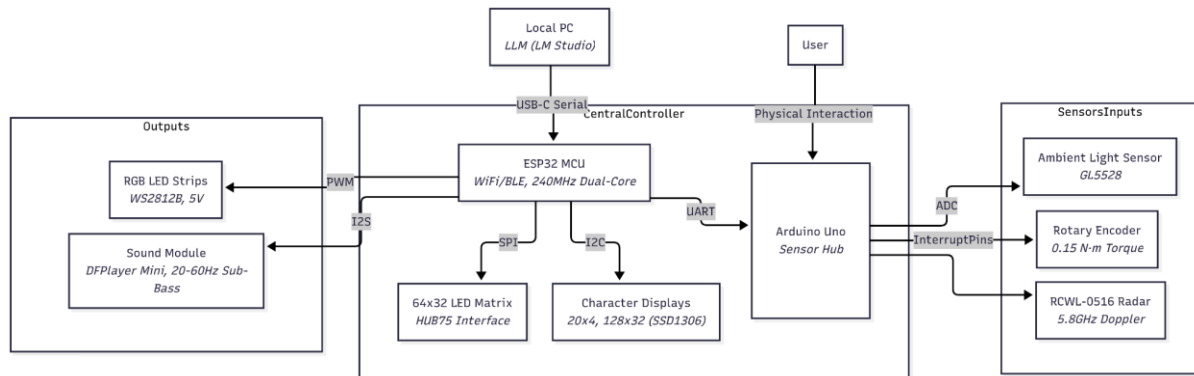 Local PC
LLM (LM Studio)
User
USB-C Serial
Physical Interaction
Outputs
CentralController
SensorsInputs
RGB LED Strips
WS2812B, 5V
PWM
I2S
Sound Module
DFPlayer Mini, 20-60Hz Sub-
Bass
ESP32 MCU
WiFi/BLE, 240MHz Dual-Core
SPI
I2C
UART
64x32 LED Matrix
HUB75 Interface
Character Displays
20x4, 128x32 (SSD1306)
Arduino Uno
Sensor Hub
ADC
InterruptPins
Ambient Light Sensor
GL5528
Rotary Encoder
0.15 N-m Torque
RCWL-0516 Radar
5.8GHz Doppler